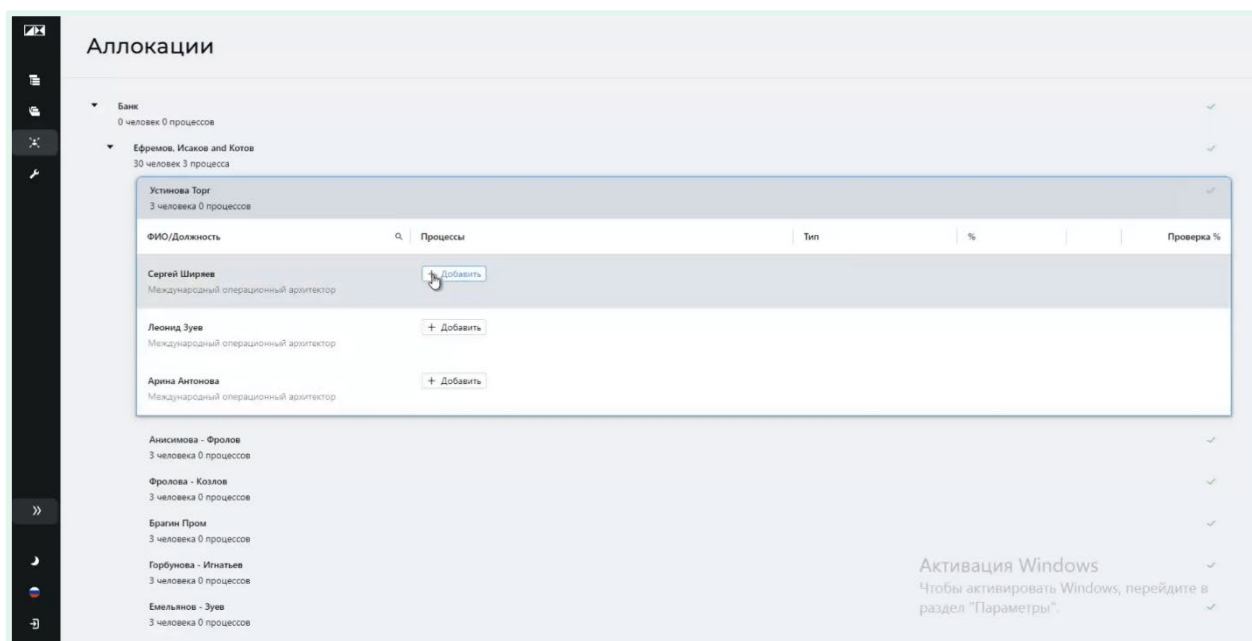 Аллокации
Банк
0 человек 0 процессов
Ефремов, Исаков and Котов
30 человек 3 процесса
Устинова Торг
3 человека 0 процессов
ФИО/Должность Процессы Тип % Проверка %
Сергей Ширяев
+ Добавить
Международный операционный архитектор
Леонид Зуев
+ Добавить
Международный операционный архитектор
Арина Антонова
+ Добавить
Международный операционный архитектор
Анисимова - Фролов
3 человека 0 процессов
Фролова - Козлов
3 человека 0 процессов
Брагин Пром
3 человека 0 процессов
Горбунова - Игнатьев
3 человека 0 процессов
Емельянов - Зуев
3 человека 0 процессов
Активация Windows
Чтобы активировать Windows, перейдите в
раздел "Параметры".